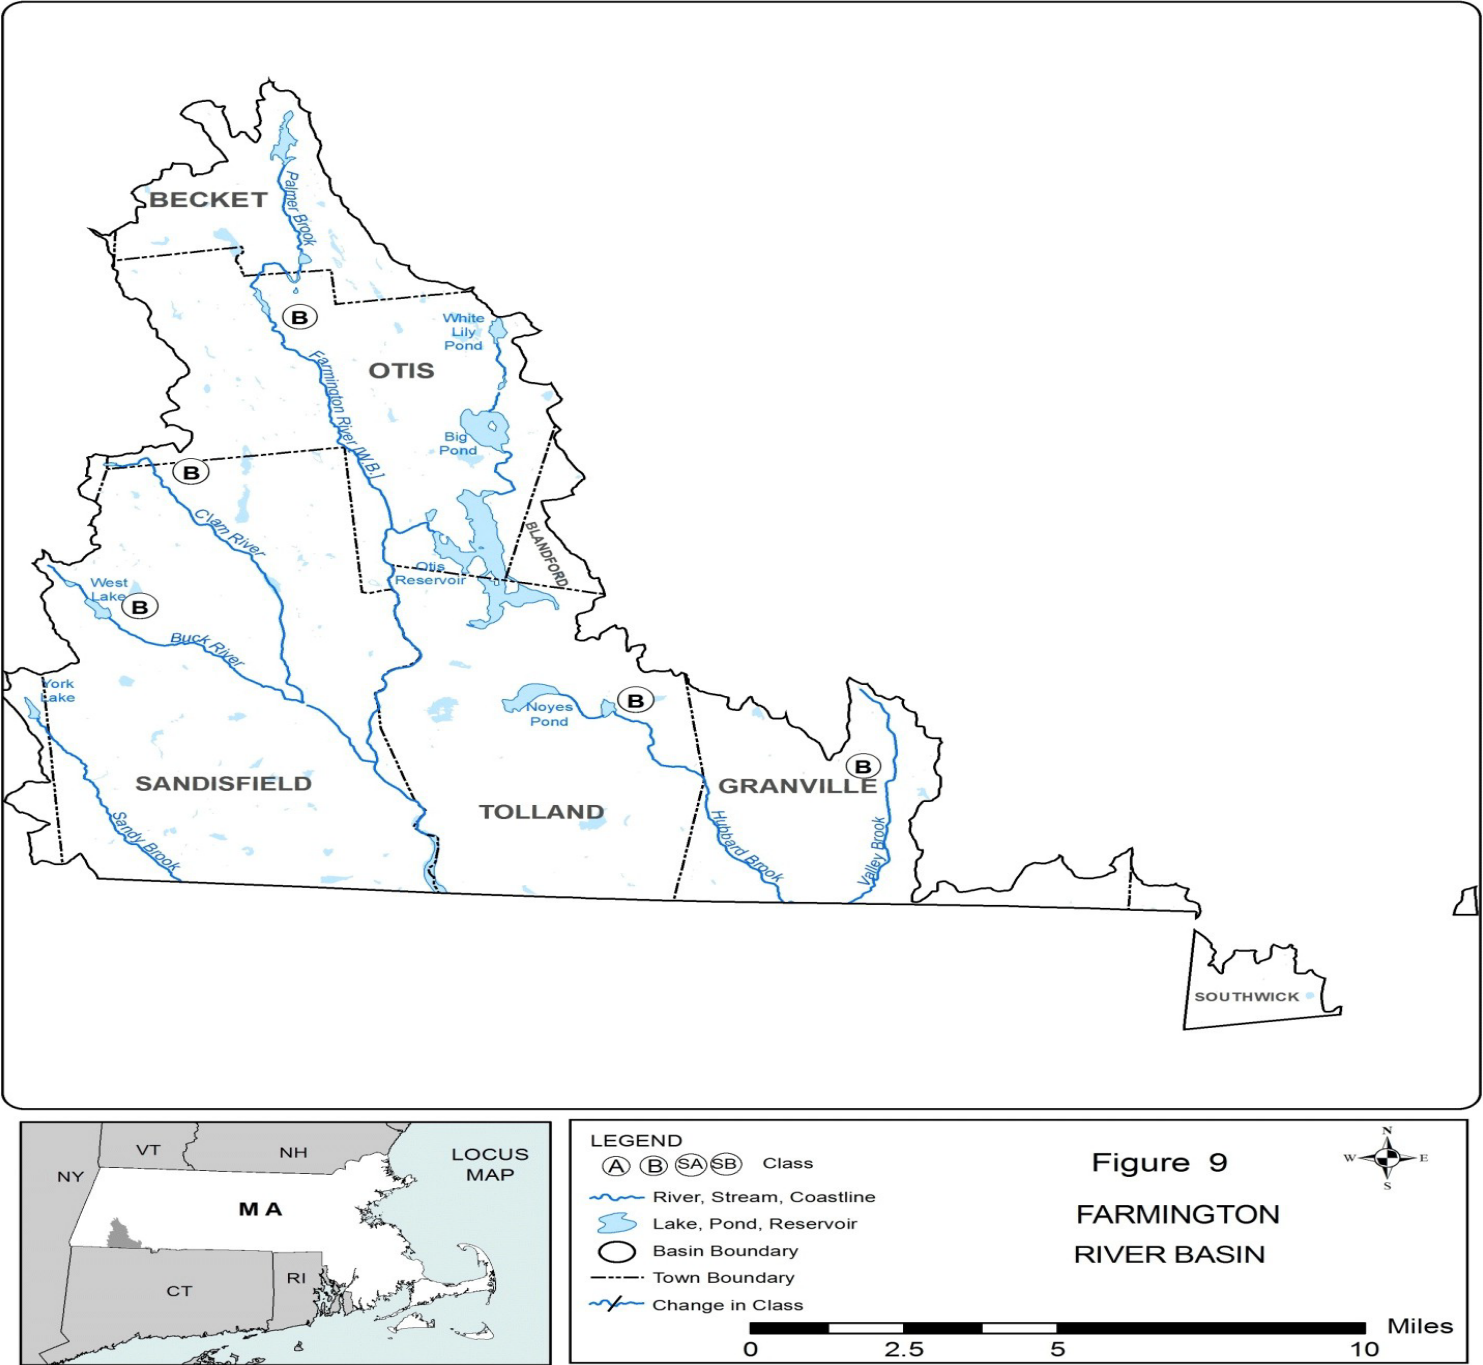 BECKET
Palmer Brook
B
White
Lily
Pond
OTIS
Farmington River [W.B.]
Big
Pond
B
Clam River
BLANDFORD
Otis
Reservoir
West
Lake
B
Buck River
York
Lake
Noyes
Pond
B
B
SANDISFIELD
TOLLAND
GRANVILLE
Sandy Brook
Hubbard Brook
Valley Brook
SOUTHWICK
VT
NH
NY
LOCUS
MAP
MA
CT
RI
LEGEND
A B SA SB Class
River, Stream, Coastline
Lake, Pond, Reservoir
Basin Boundary
Town Boundary
Change in Class
Figure 9
FARMINGTON
RIVER BASIN
N
W E
S
Miles
0 2.5 5 10